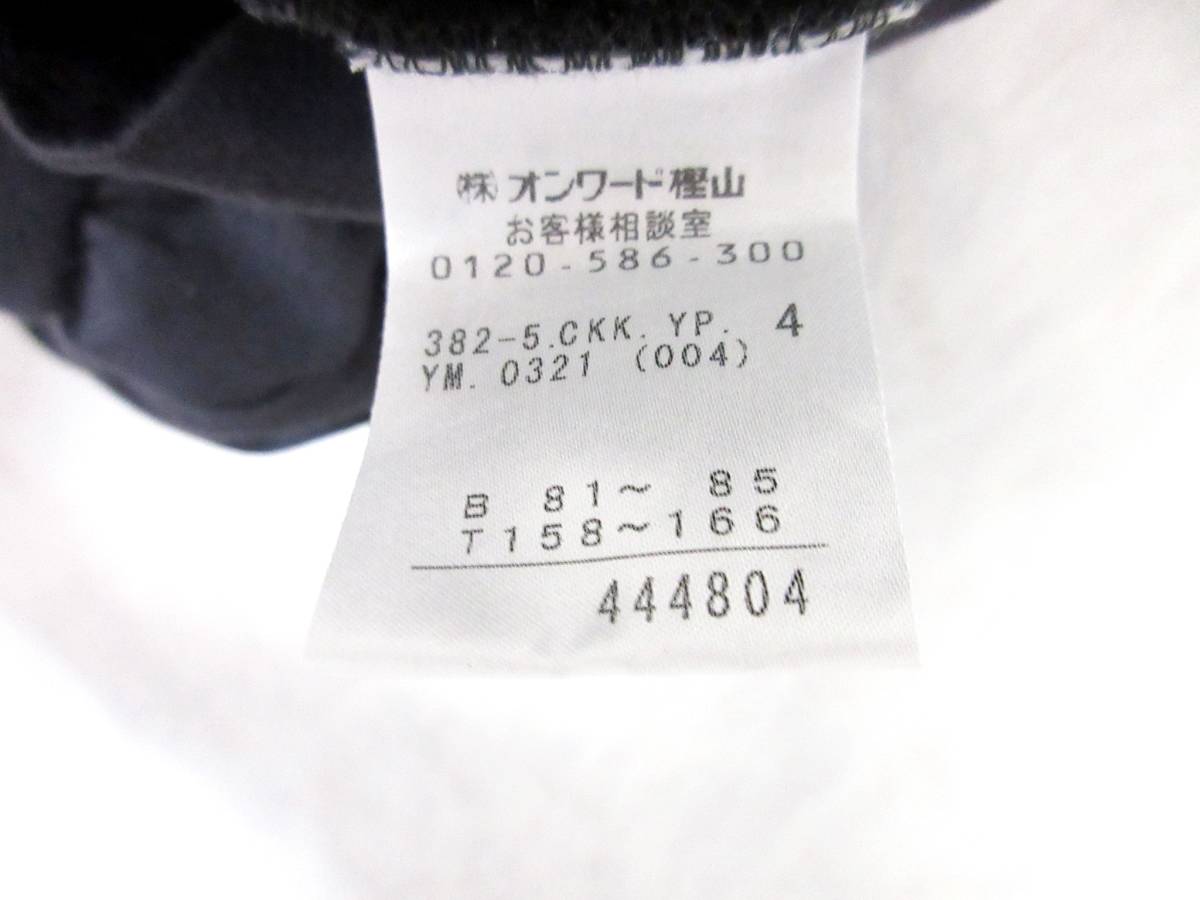 ㈱オンワード樫山
お客様相談室
0120-586-300
382-5.CKK.YP. 4
YM. 0321 (004)
B 81～ 85
T158～166
444804